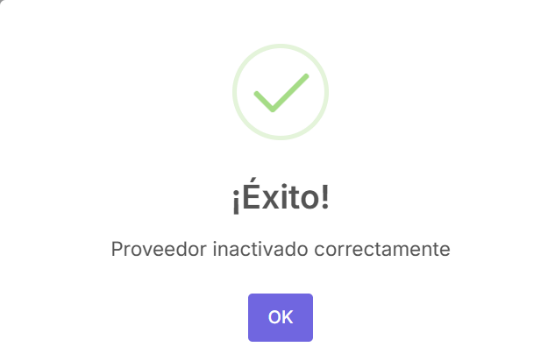 ¡Éxito!
Proveedor inactivado correctamente
OK